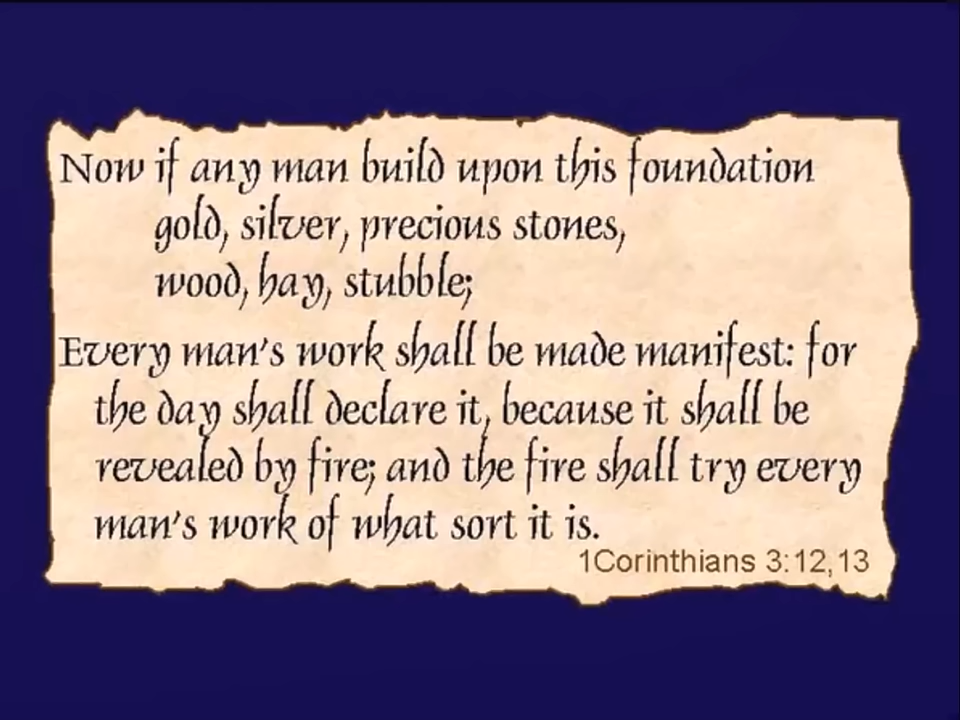 Now if any man build upon this foundation
gold, silver, precious stones,
wood, hay, stubble;
Every man's work shall be made manifest: for
the day shall declare it, because it shall be
revealed by fire; and the fire shall try every
man's work of what sort it is.
1Corinthians 3:12,13